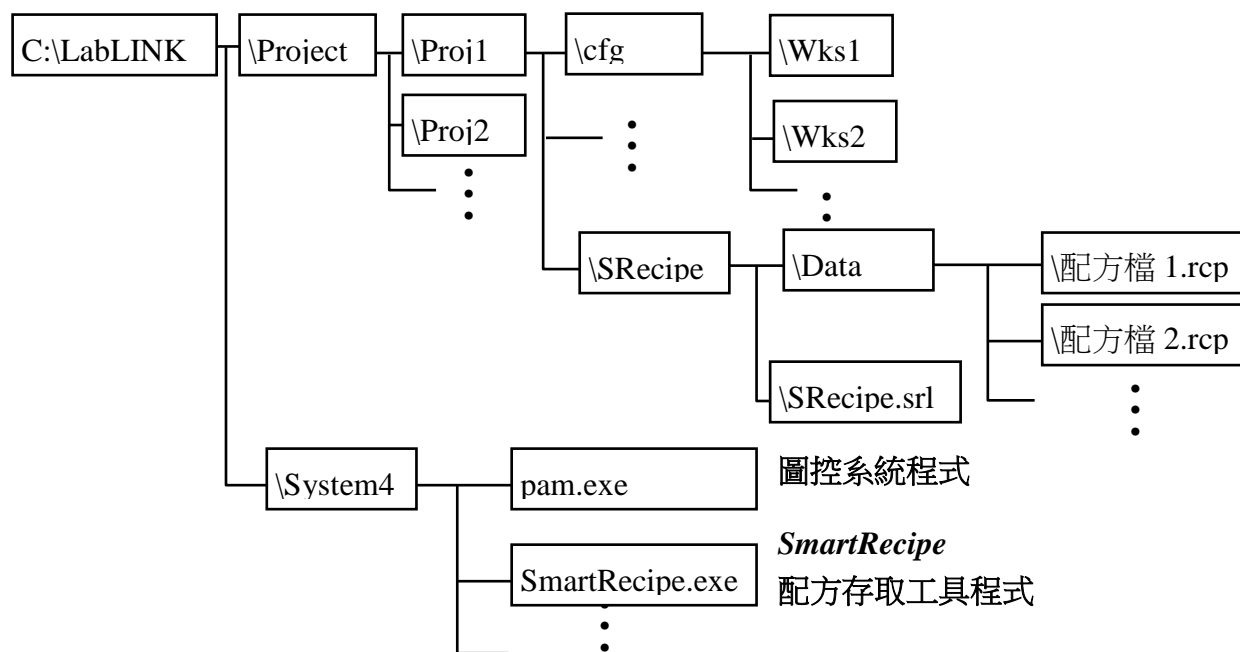 C:\LabLINK
\Project
\Proj1
\cfg
\Wks1
\Proj2
\Wks2
\SRecipe
\Data
\配方檔 1.rcp
\配方檔 2.rcp
\SRecipe.srl
\System4
pam.exe
圖控系統程式
SmartRecipe.exe
SmartRecipe
配方存取工具程式